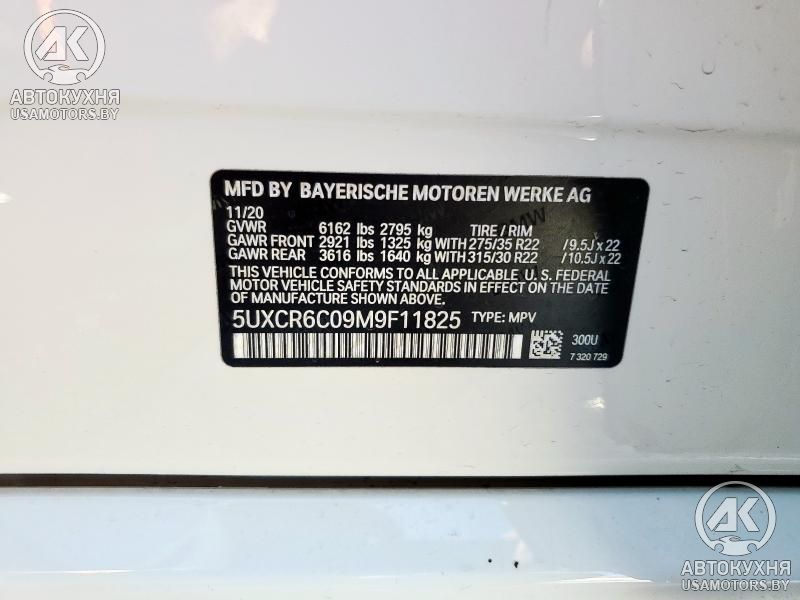 AK
АВТОКУХНЯ
USAMOTORS.BY
MFD BY BAYERISCHE MOTOREN WERKE AG
11/20
GVWR 6162 lbs 2795 kg TIRE / RIM
GAWR FRONT 2921 lbs 1325 kg WITH 275/35 R22 /9.5J x 22
GAWR REAR 3616 lbs 1640 kg WITH 315/30 R22 /10.5J x 22
THIS VEHICLE CONFORMS TO ALL APPLICABLE U. S. FEDERAL
MOTOR VEHICLE SAFETY STANDARDS IN EFFECT ON THE
DATE OF MANUFACTURE SHOWN ABOVE.
5UXCR6C09M9F11825 TYPE: MPV
300U
7 320 729
AK
АВТОКУХНЯ
USAMOTORS.BY